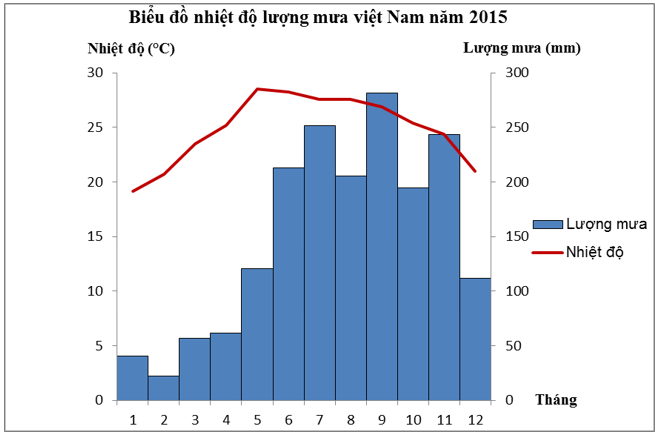 Biểu đồ nhiệt độ lượng mưa việt Nam năm 2015
Nhiệt độ (°C) Lượng mưa (mm)
30 300
25 250
20 200
15 150
10 100
5 50
0 0
Lượng mưa
Nhiệt độ
Tháng
1 2 3 4 5 6 7 8 9 10 11 12